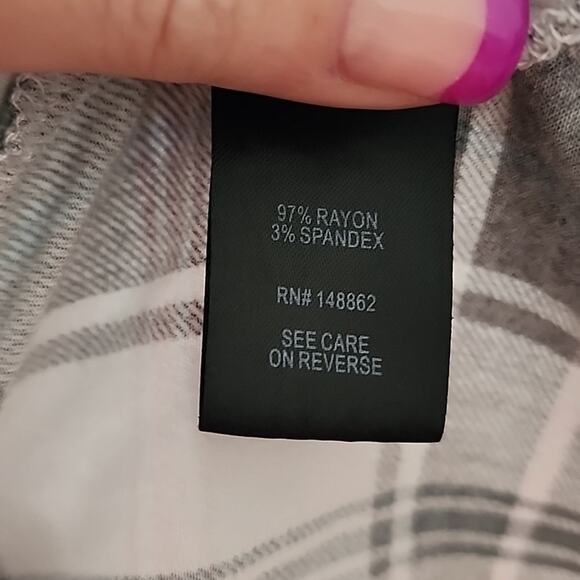 97% RAYON
3% SPANDEX
RN# 148862
SEE CARE
ON REVERSE